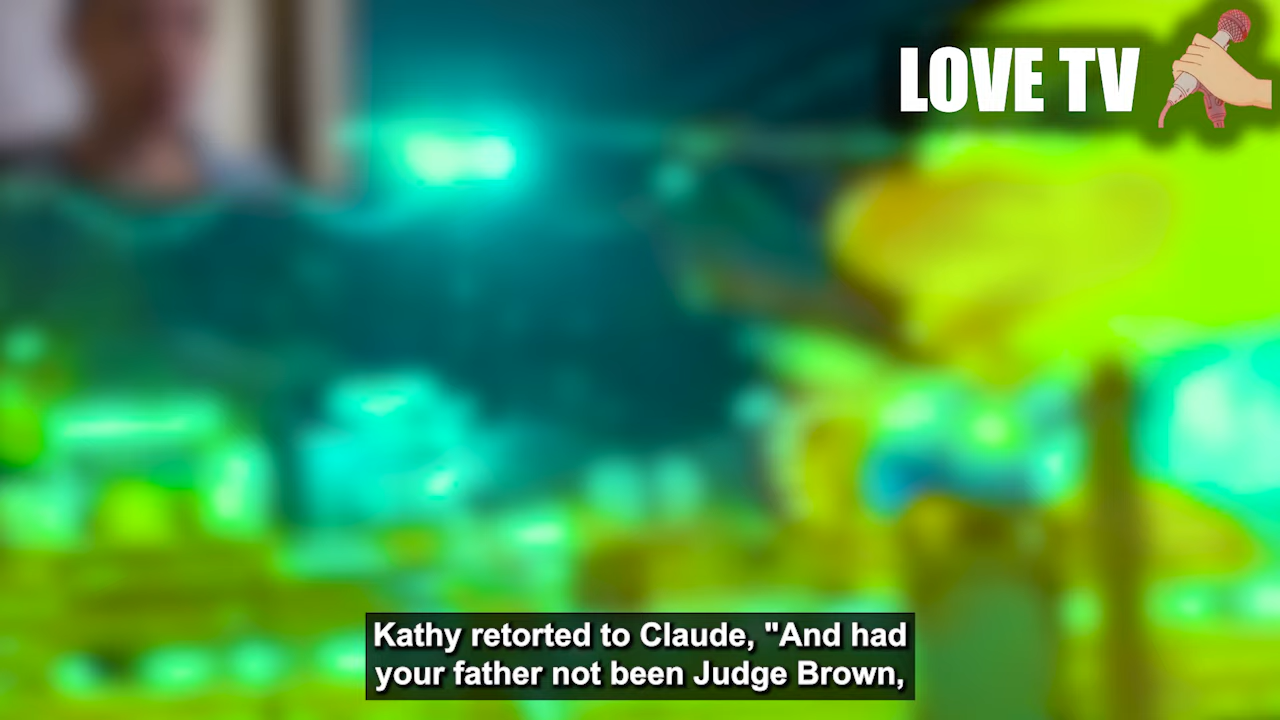 LOVE TV
Kathy retorted to Claude, "And had
your father not been Judge Brown,